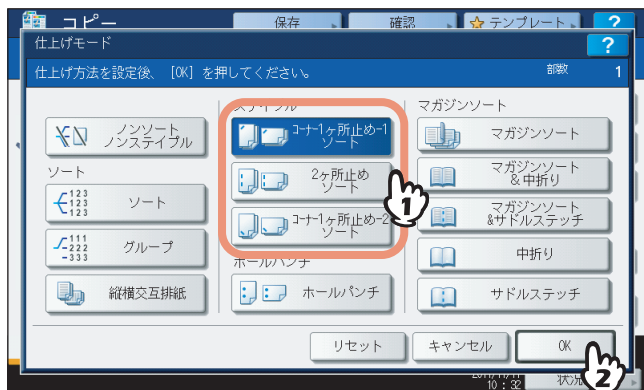 コピー
保存
確認
テンプレート
?
仕上げモード
?
仕上げ方法を設定後、 [OK] を押してください。
部数 1
ステイプル
マガジンソート
ノンソート
ノンステイプル
コーナー1ヶ所止め-1
ソート
マガジンソート
ソート
2ヶ所止め
ソート
マガジンソート
&中折り
123
123
123
ソート
コーナー1ヶ所止め-2
ソート
マガジンソート
&サドルステッチ
111
-222
-333
グループ
ホールパンチ
中折り
縦横交互排紙
ホールパンチ
サドルステッチ
リセット
キャンセル
OK
1
2
2011/11/11
10:32
状況